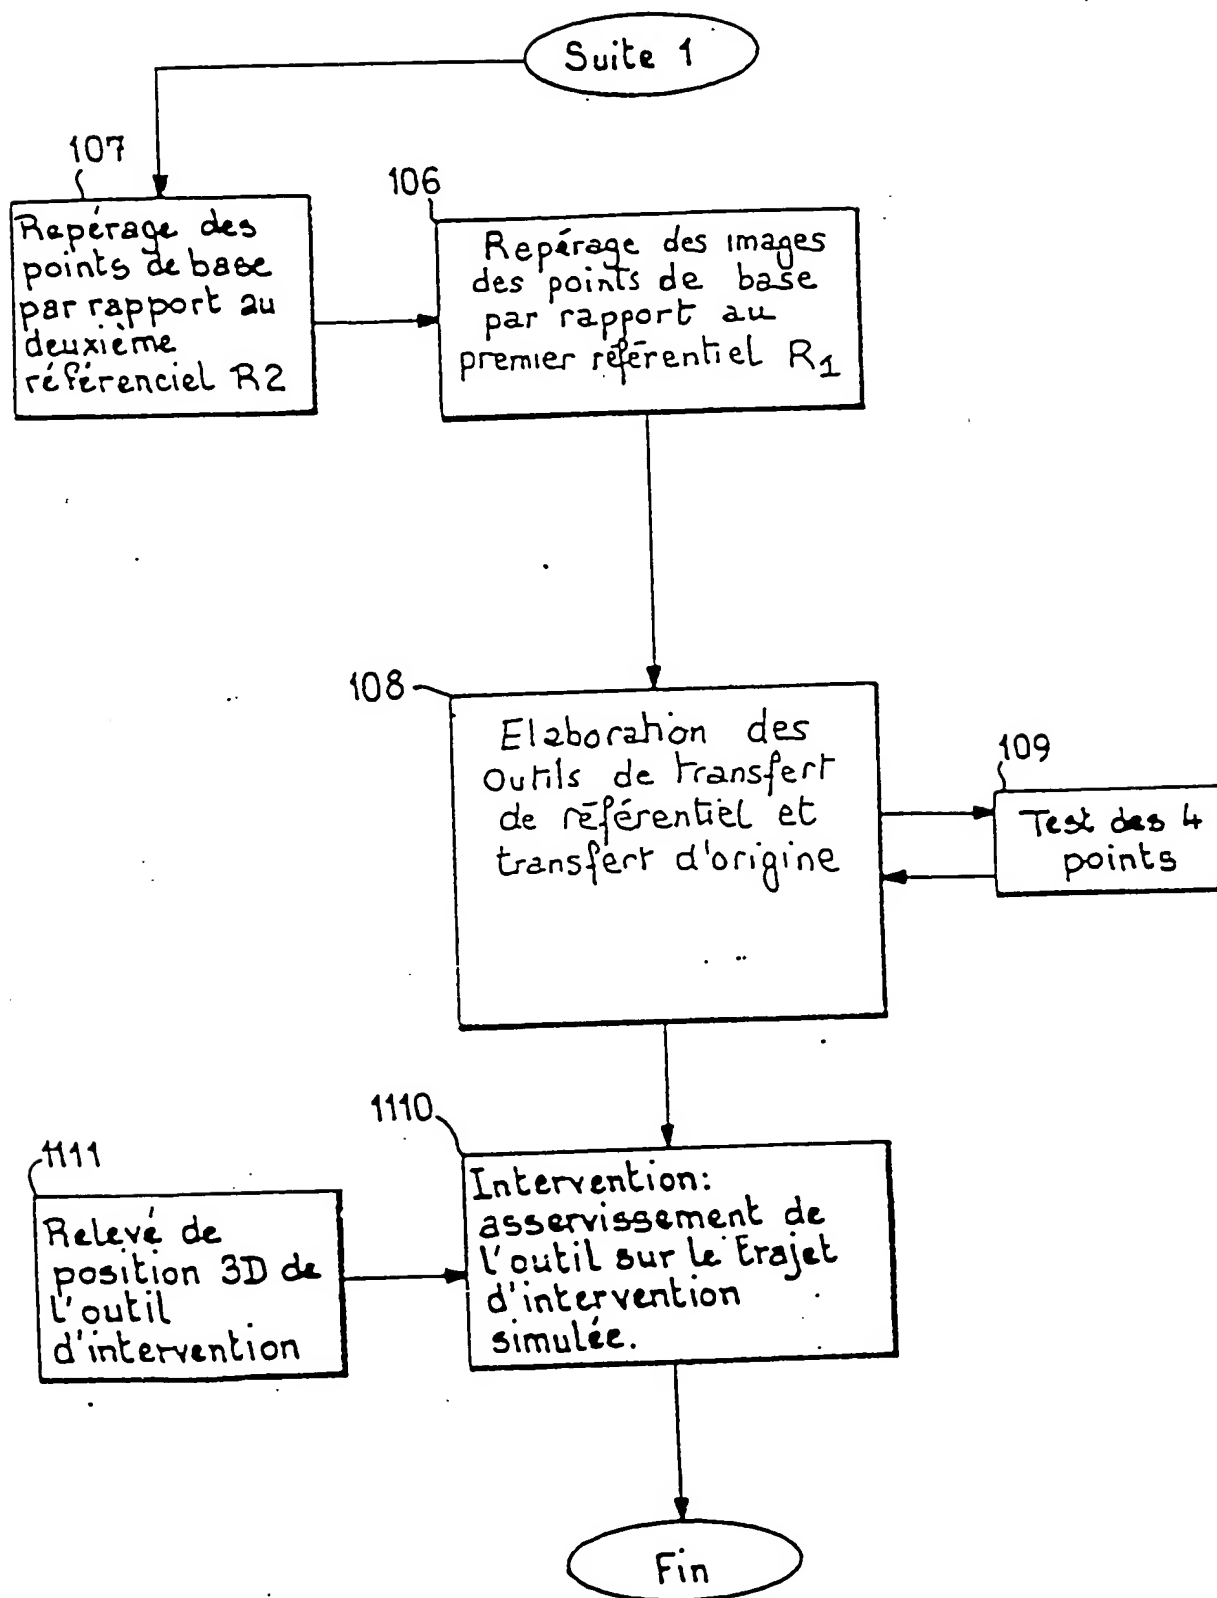 Suite 1
107
Repérage des
points de base
par rapport au
deuxième
référenciel R2
106
Repérage des images
des points de base
par rapport au
premier référentiel R1
108
Elaboration des
outils de transfert
de référentiel et
transfert d'origine
109
Test des 4
points
1110
Intervention:
asservissement de
l'outil sur le trajet
d'intervention
simulée.
1111
Relevé de
position 3D de
l'outil
d'intervention
Fin